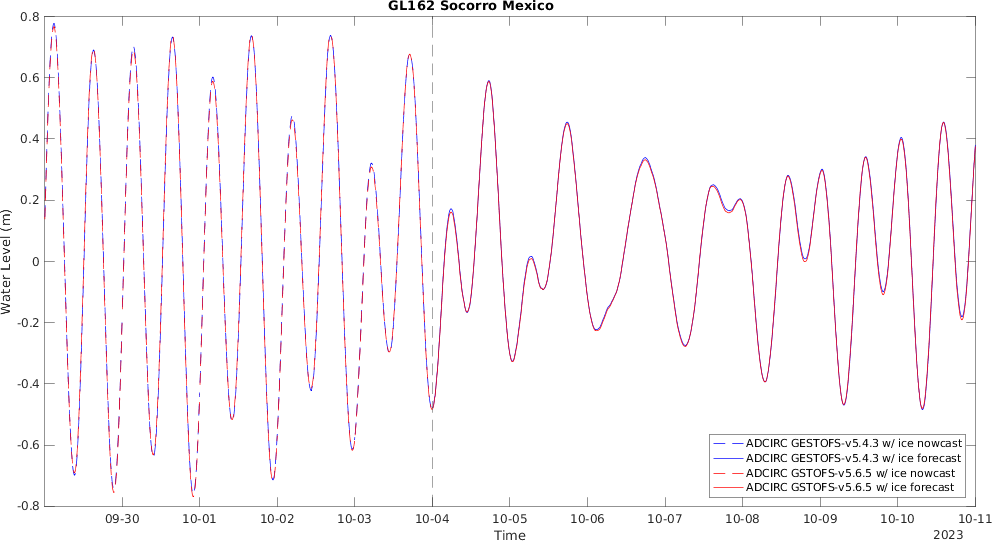 GL162 Socorro Mexico
0.8
0.6
0.4
0.2
0
-0.2
-0.4
-0.6
-0.8
Water Level (m)
09-30 10-01 10-02 10-03 10-04 10-05 10-06 10-07 10-08 10-09 10-10 10-11
Time
2023
ADCIRC GESTOFS-v5.4.3 w/ ice nowcast
ADCIRC GESTOFS-v5.4.3 w/ ice forecast
ADCIRC GSTOFS-v5.6.5 w/ ice nowcast
ADCIRC GSTOFS-v5.6.5 w/ ice forecast